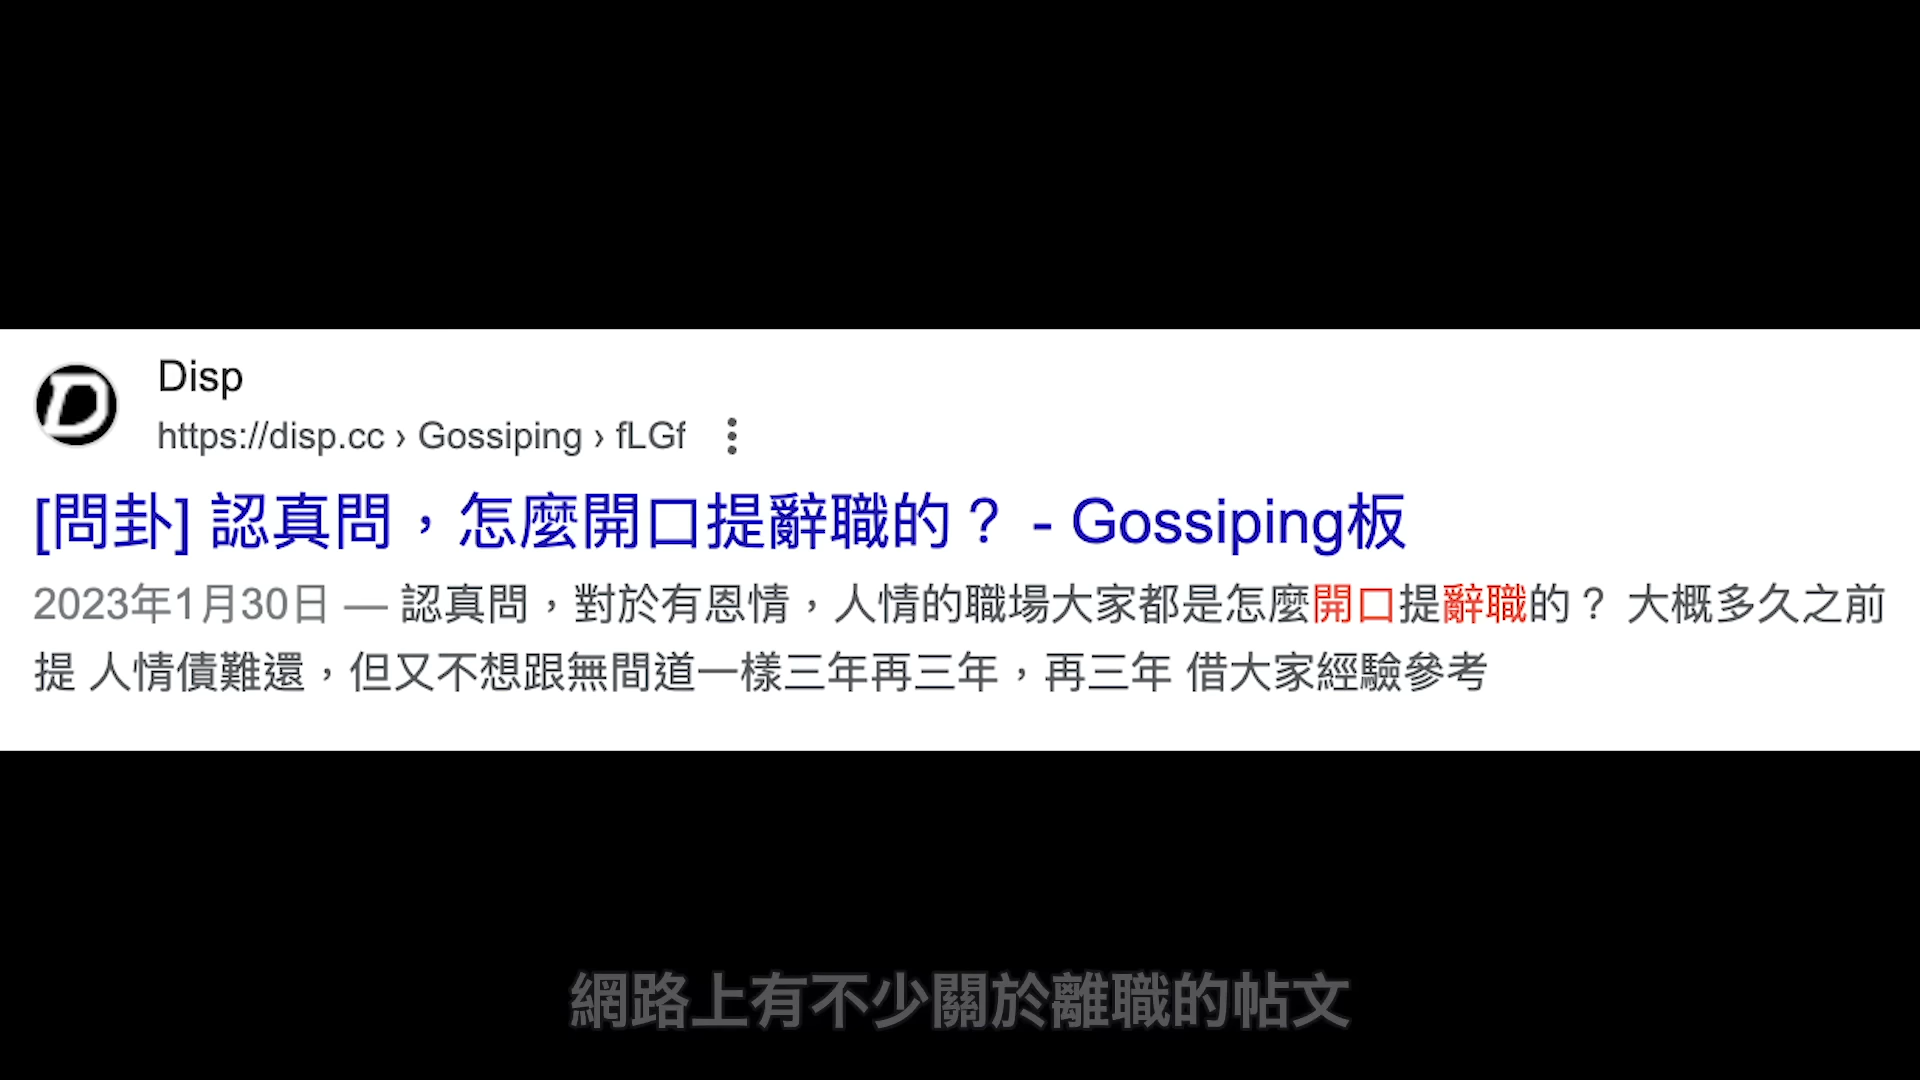 Disp
https://disp.cc › Gossiping › fLGf
[問卦] 認真問，怎麼開口提辭職的？ - Gossiping板
2023年1月30日 — 認真問，對於有恩情，人情的職場大家都是怎麼開口提辭職的？ 大概多久之前
提 人情債難還，但又不想跟無間道一樣三年再三年，再三年 借大家經驗參考
網路上有不少關於離職的帖文